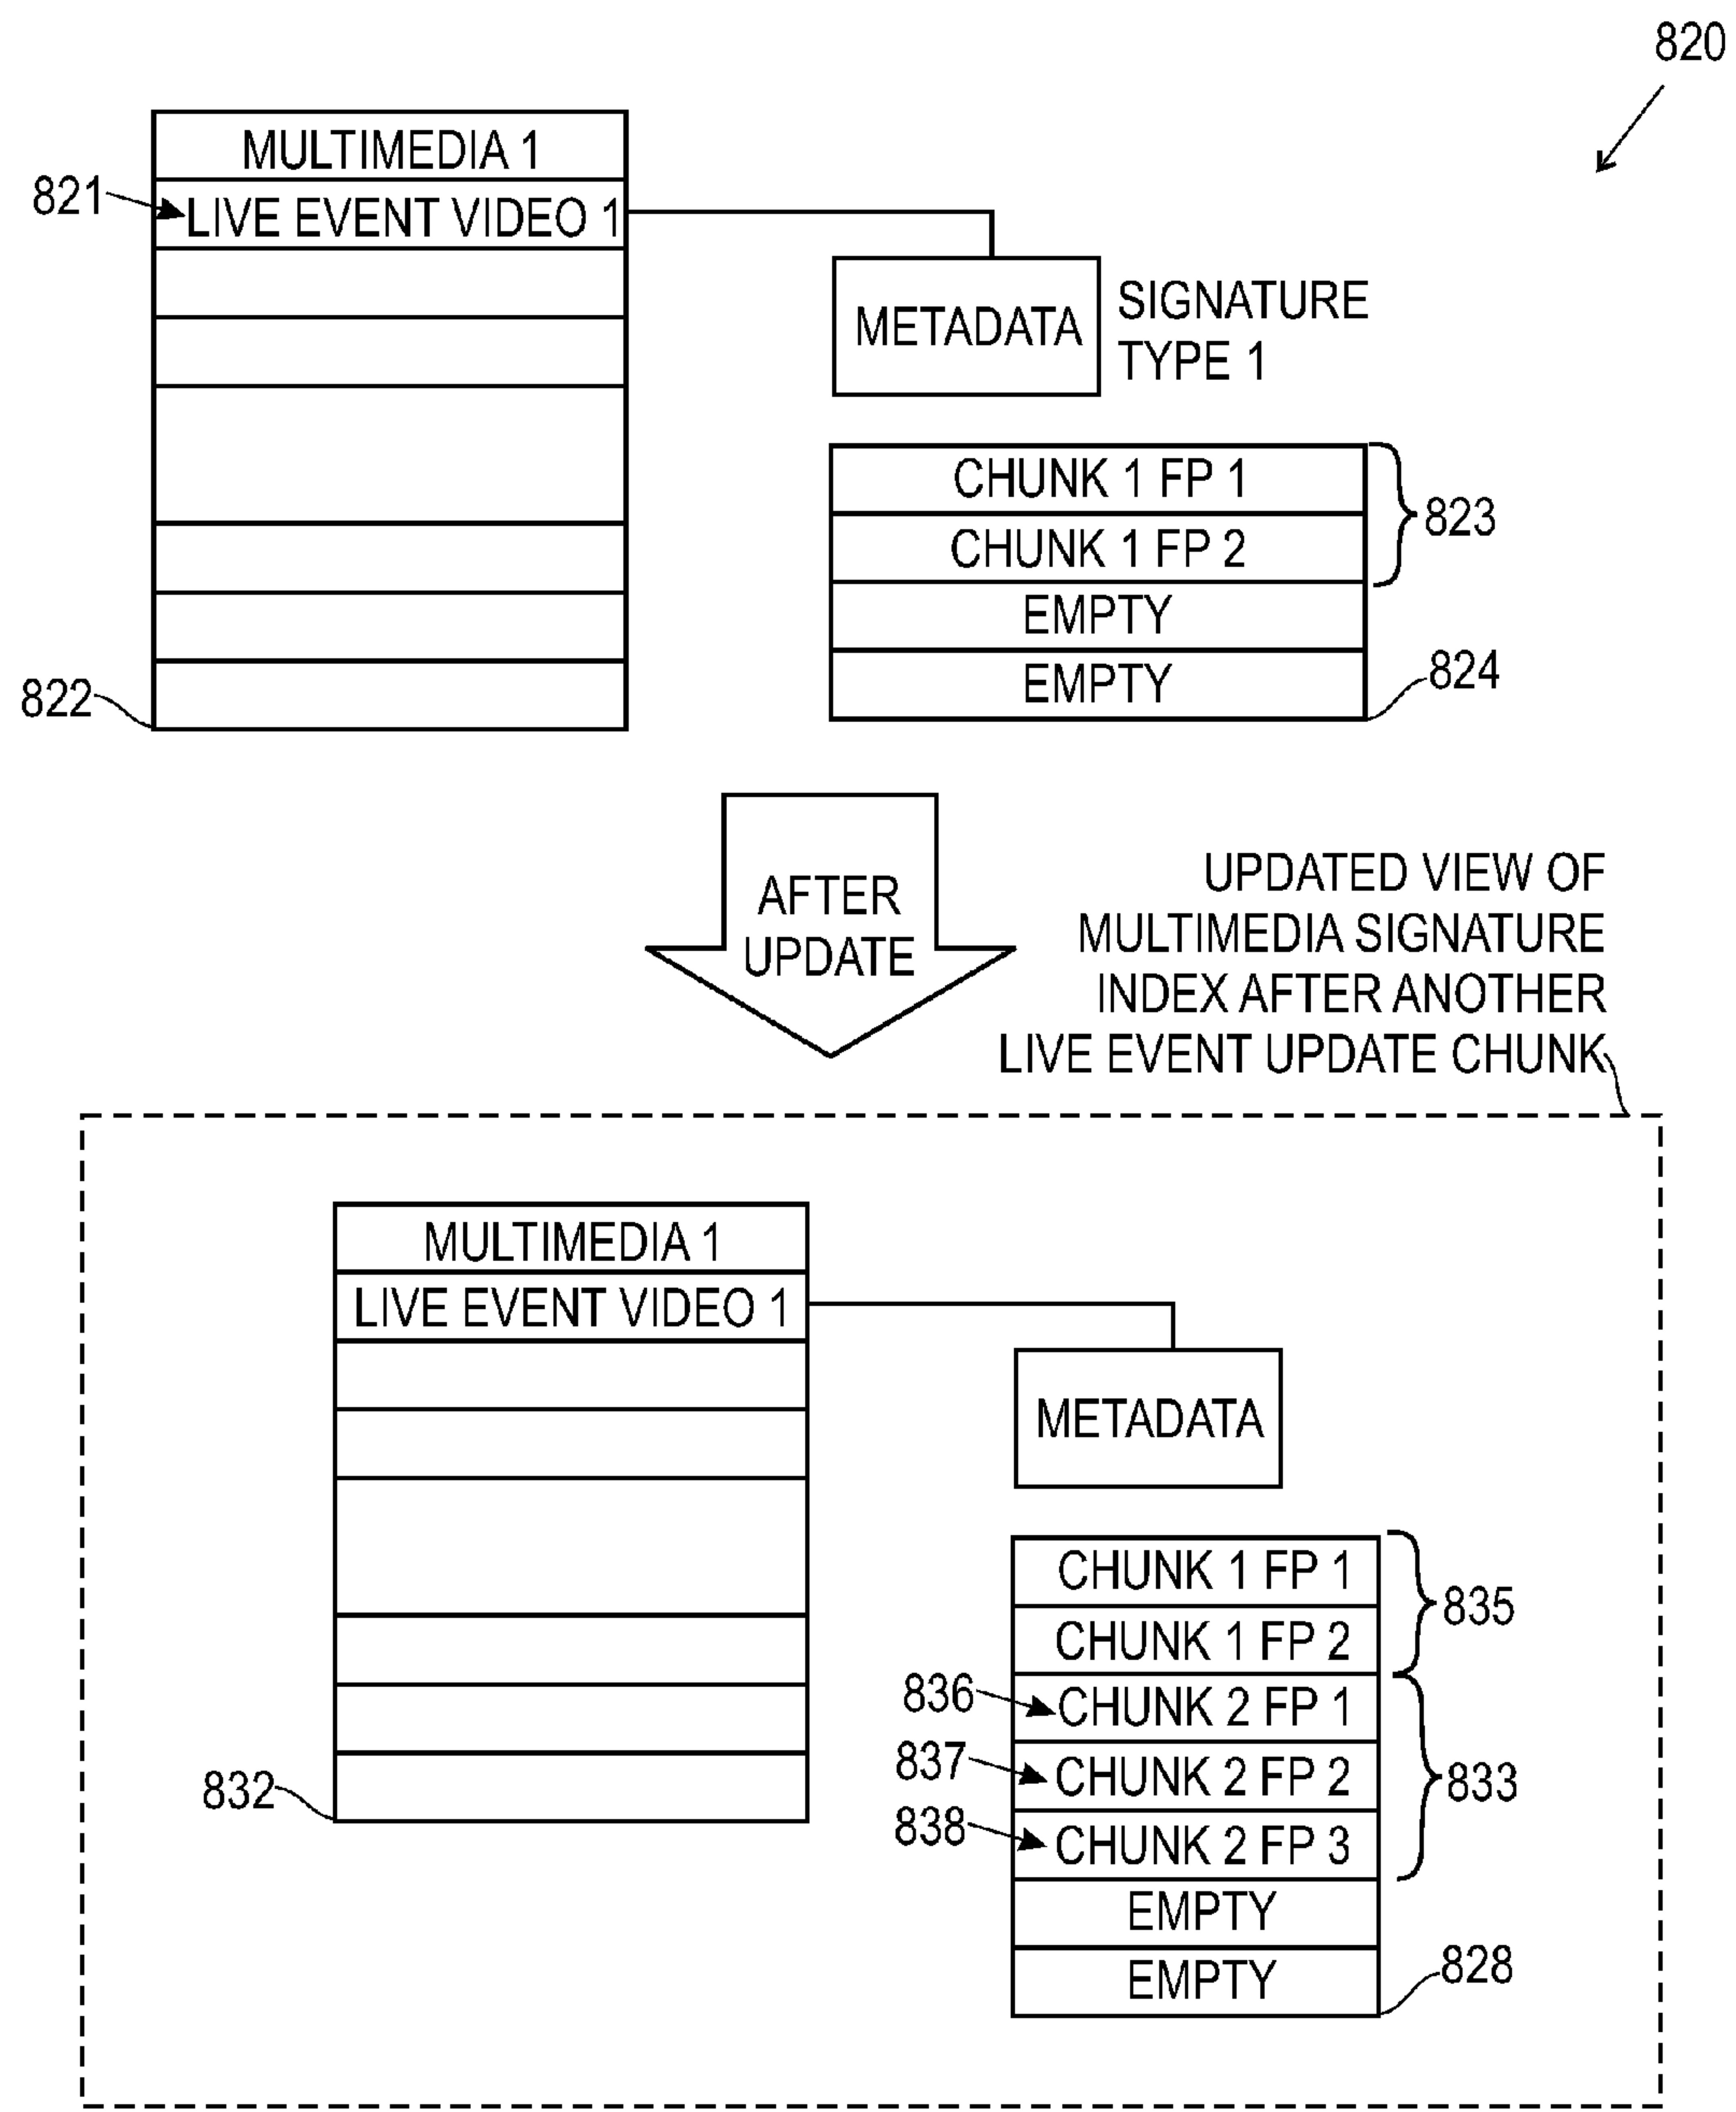 820
MULTIMEDIA 1
821
LIVE EVENT VIDEO 1
METADATA
SIGNATURE
TYPE 1
CHUNK 1 FP 1
CHUNK 1 FP 2
823
EMPTY
EMPTY
824
822
AFTER
UPDATE
UPDATED VIEW OF
MULTIMEDIA SIGNATURE
INDEX AFTER ANOTHER
LIVE EVENT UPDATE CHUNK
MULTIMEDIA 1
LIVE EVENT VIDEO 1
METADATA
CHUNK 1 FP 1
CHUNK 1 FP 2
835
836
CHUNK 2 FP 1
837
CHUNK 2 FP 2
833
838
CHUNK 2 FP 3
832
EMPTY
EMPTY
828